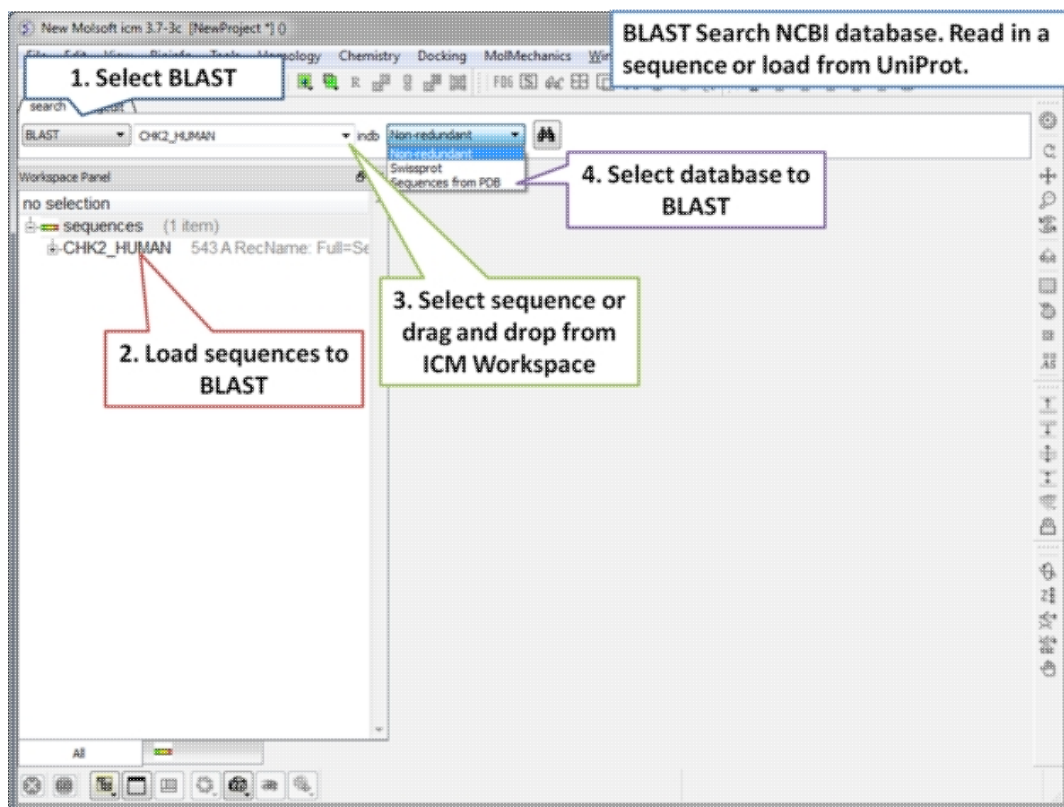 New Molsoft icm 3.7-3c [NewProject *] ()
BLAST Search NCBI database. Read in a
sequence or load from UniProt.
Chemistry Docking MolMechanics
1. Select BLAST
search
BLAST CHK2_HUMAN in db Non-redundant
Non-redundant
Swissprot
Sequences from PDB
4. Select database to
BLAST
Workspace Panel
no selection
sequences (1 item)
CHK2_HUMAN 543 A RecName: Full=Se
3. Select sequence or
drag and drop from
ICM Workspace
2. Load sequences to
BLAST
All